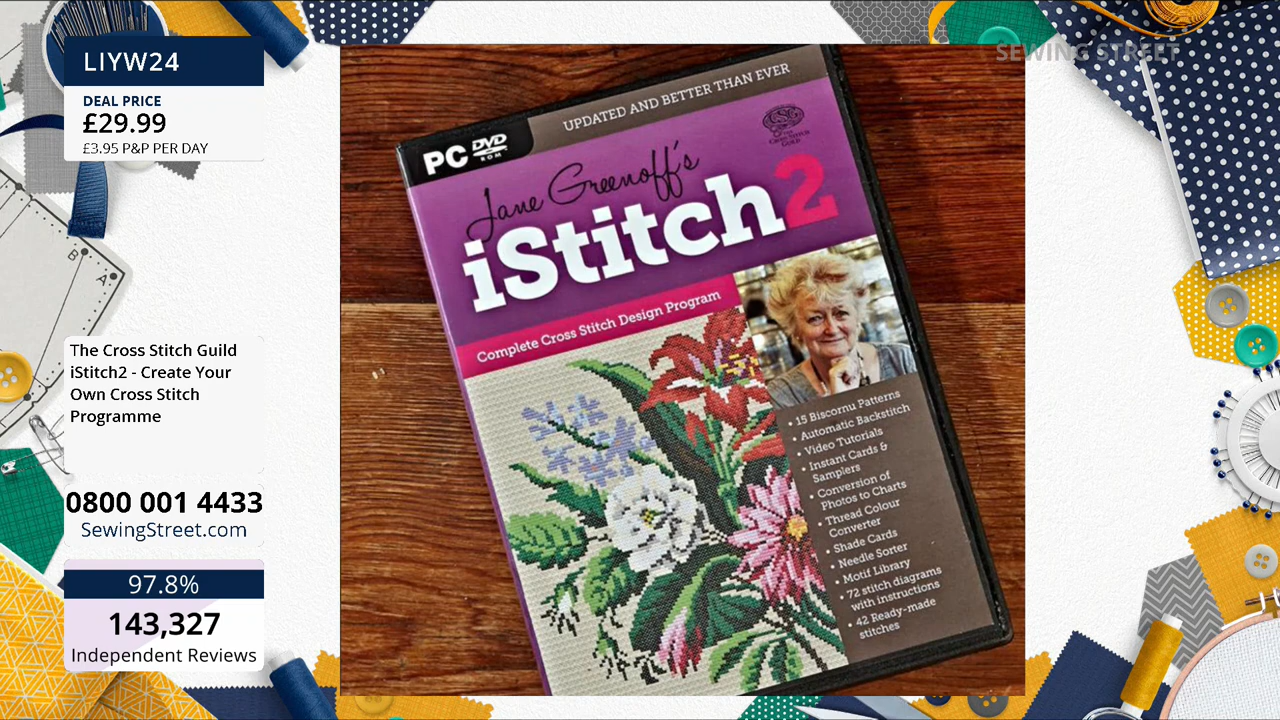 SEWING STREET
LIYW24
DEAL PRICE
£29.99
£3.95 P&P PER DAY
The Cross Stitch Guild
iStitch2 - Create Your
Own Cross Stitch
Programme
0800 001 4433
SewingStreet.com
97.8%
143,327
Independent Reviews
UPDATED AND BETTER THAN EVER
PC DVD
ROM
CSG
Jane Greenoff's
iStitch2
Complete Cross Stitch Design Program
• 15 Biscornu Patterns
• Automatic Backstitch
• Video Tutorials
• Instant Cards &
Samplers
• Conversion of
Photos to Charts
• Thread Colour
Converter
• Shade Cards
• Needle Sorter
• Motif Library
• 72 stitch diagrams
with instructions
• 42 Ready-made
stitches
B
A